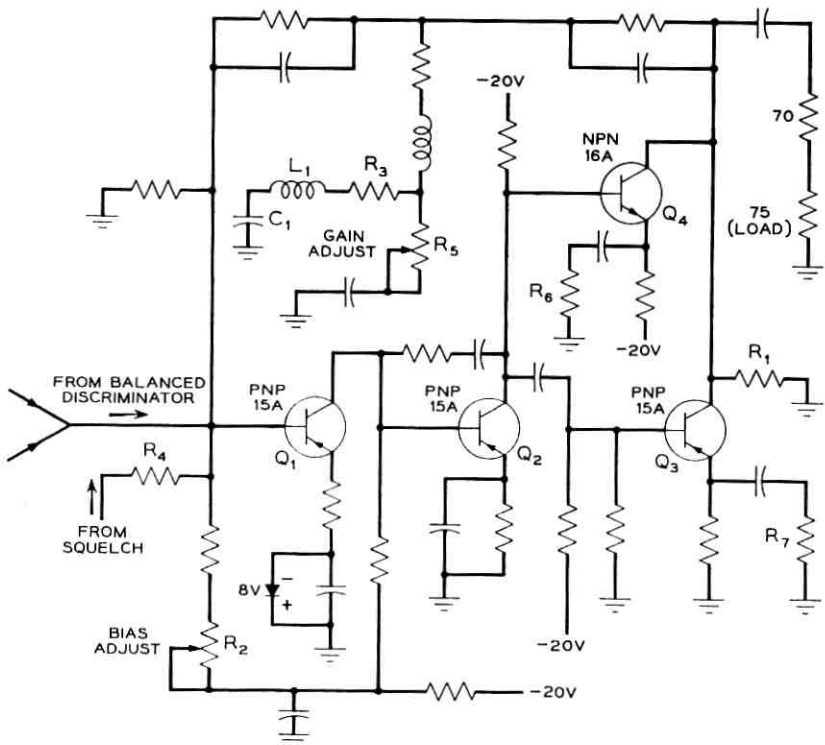 -20V
70
NPN
16A
L₁
R₃
Q₄
75
(LOAD)
C₁
GAIN
ADJUST
R₅
R₆
-20V
FROM BALANCED
DISCRIMINATOR
PNP
15A
PNP
15A
PNP
15A
R₁
R₄
Q₁
Q₂
Q₃
FROM
SQUELCH
R₇
8V
-
+
BIAS
ADJUST
R₂
-20V
-20V